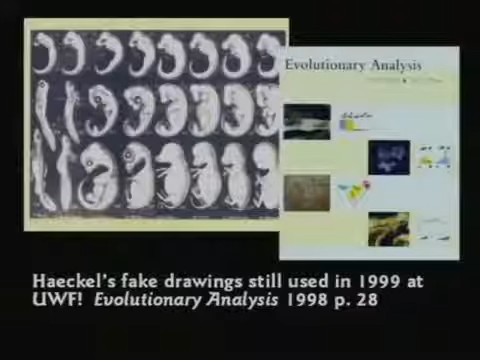 Evolutionary Analysis
Haeckel's fake drawings still used in 1999 at
UWF! Evolutionary Analysis 1998 p. 28